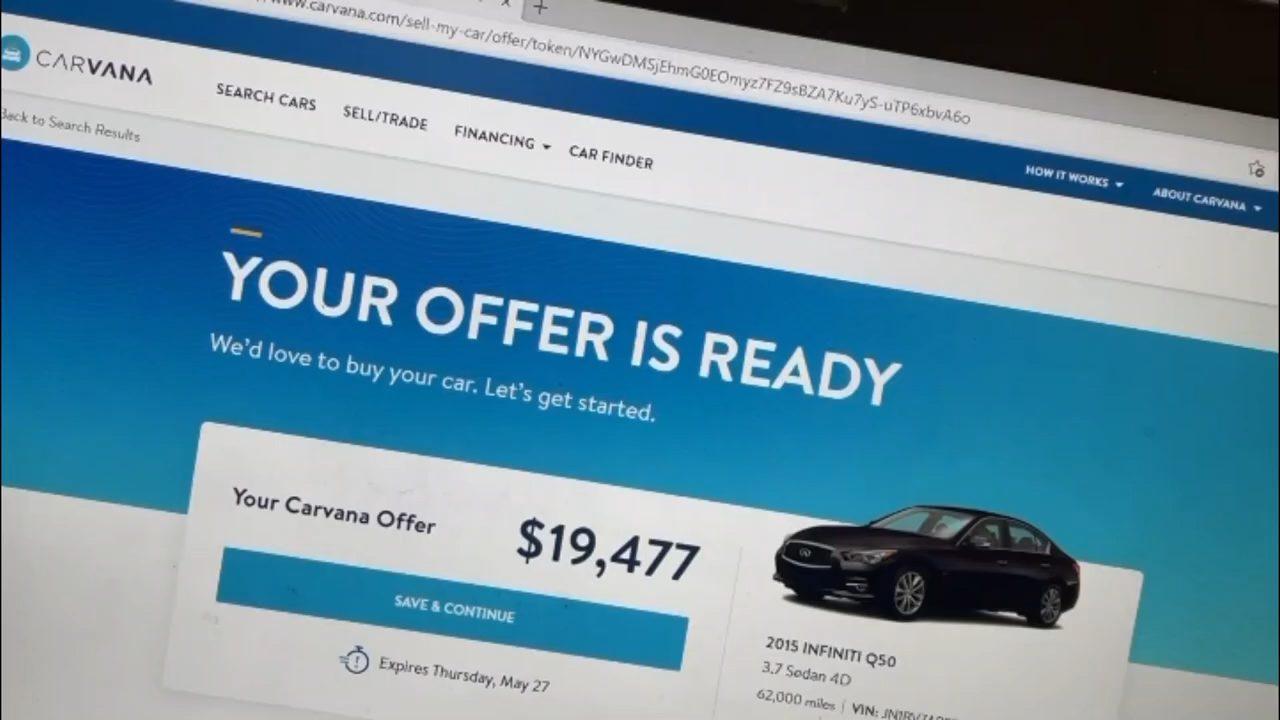 www.carvana.com/sell-my-car/offer/token/NYGwDM5jEhmG0EOmyz7FZ9sBZA7Ku7yS-uTP6xbvA6o
HOW IT WORKS
ABOUT CARVANA
CARVANA
SEARCH CARS
SELL/TRADE
FINANCING
CAR FINDER
Back to Search Results
YOUR OFFER IS READY
We'd love to buy your car. Let's get started.
Your Carvana Offer
$19,477
SAVE & CONTINUE
Expires Thursday, May 27
2015 INFINITI Q50
3.7 Sedan 4D
62,000 miles | VIN: